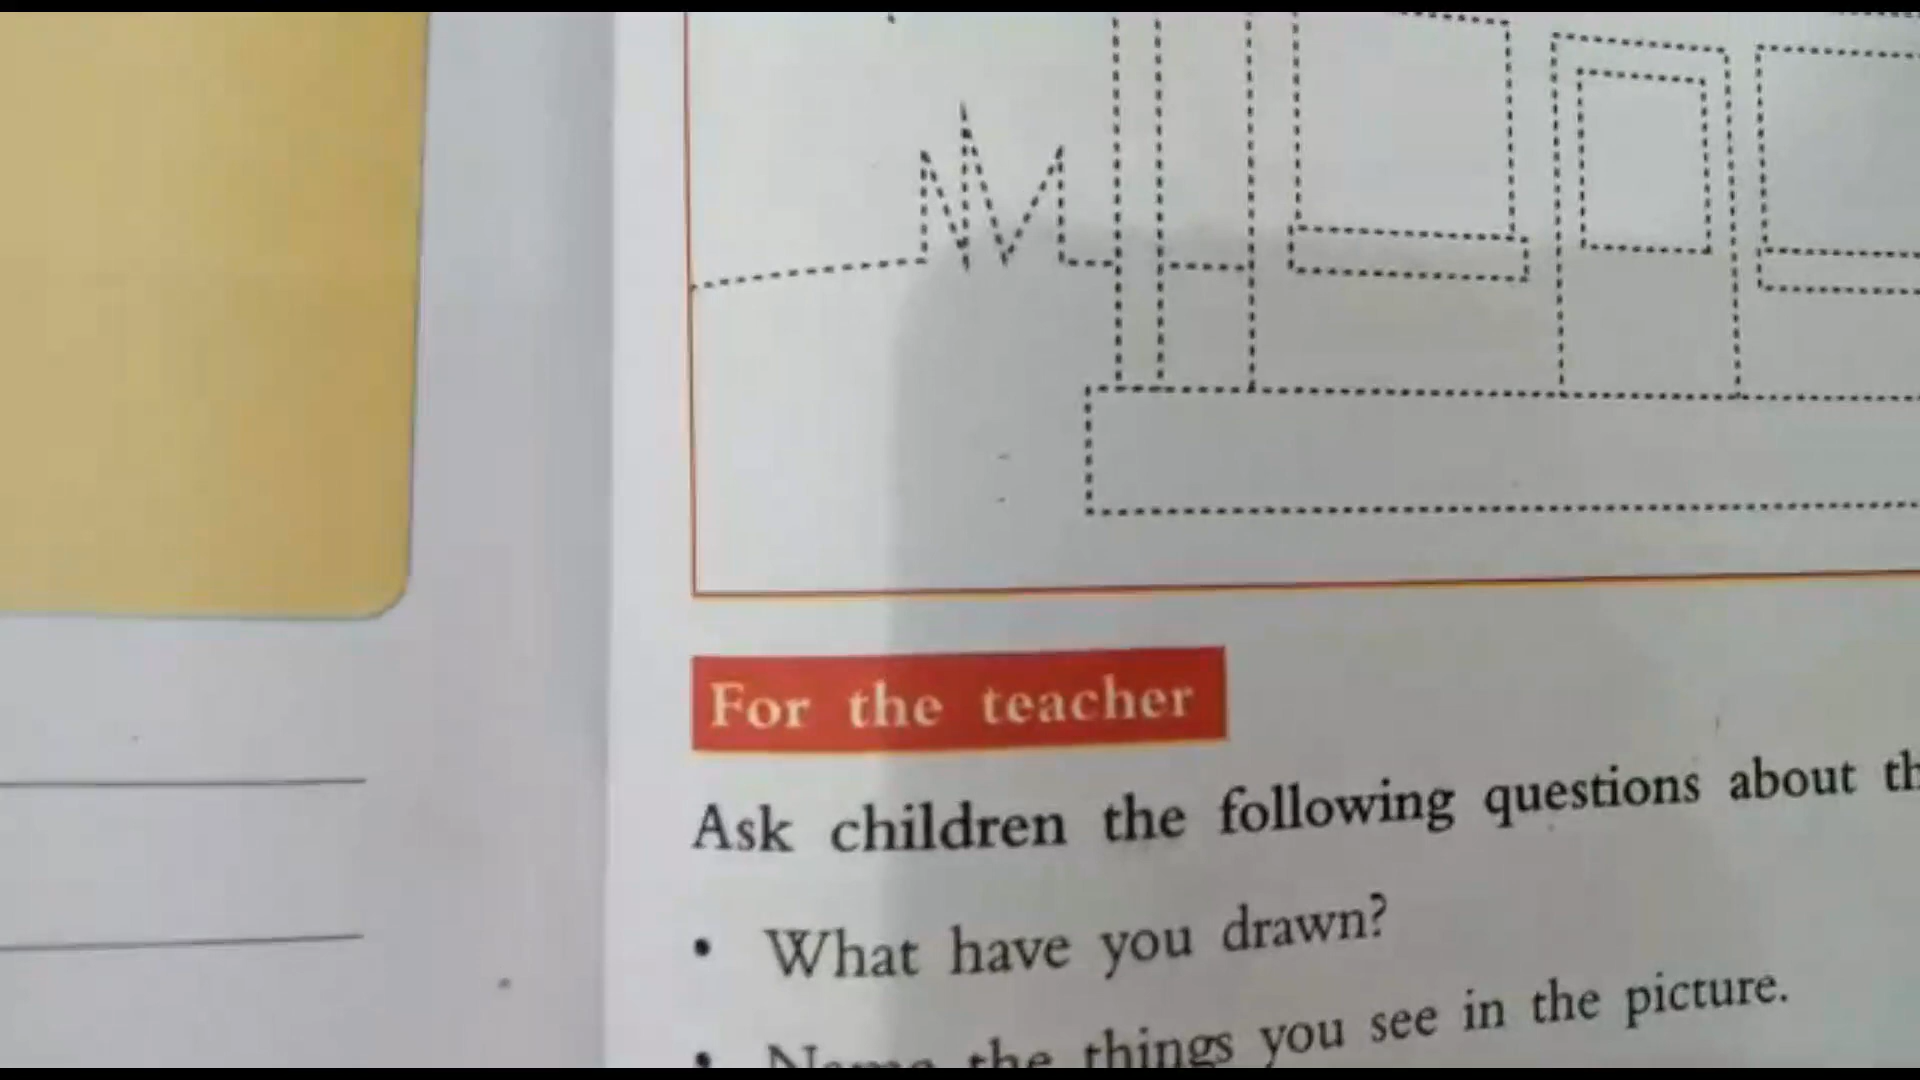 For the teacher
Ask children the following questions about
• What have you drawn?
• Name the things you see in the picture.